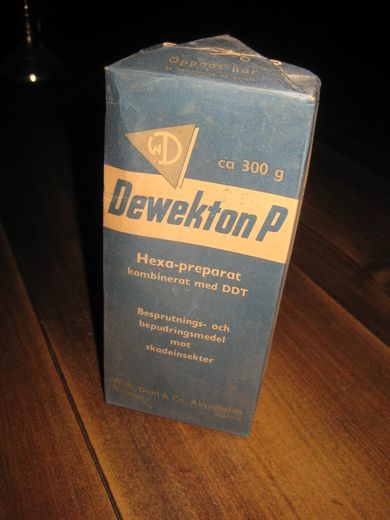 Öppnas här
WD
ca 300 g
Dewekton P
Hexa-preparat
kombinerat med DDT
Besprutnings- och
bepudringsmedel
mot
skadeinsekter
Wilh. Dahl & Co. Aktiebolag
Malmö